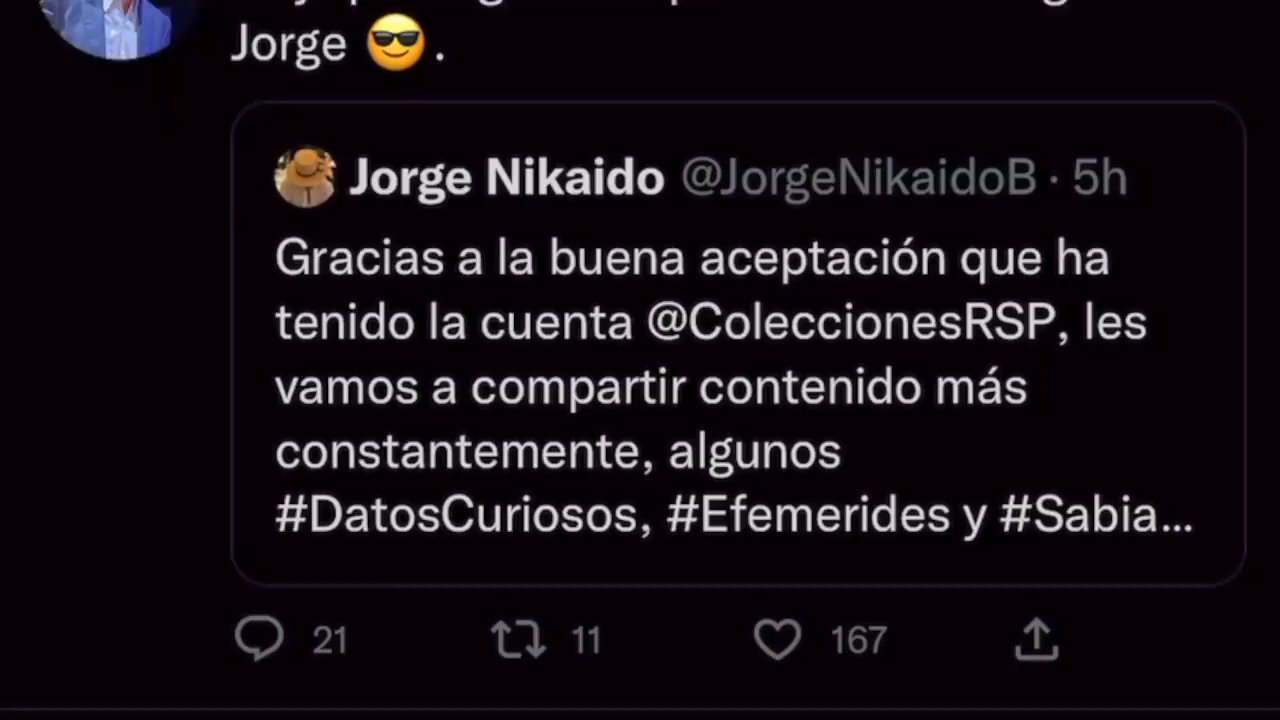 Jorge 😎.
Jorge Nikaido @JorgeNikaidoB · 5h
Gracias a la buena aceptación que ha
tenido la cuenta @ColeccionesRSP, les
vamos a compartir contenido más
constantemente, algunos
#DatosCuriosos, #Efemerides y #Sabia...
21 11 167